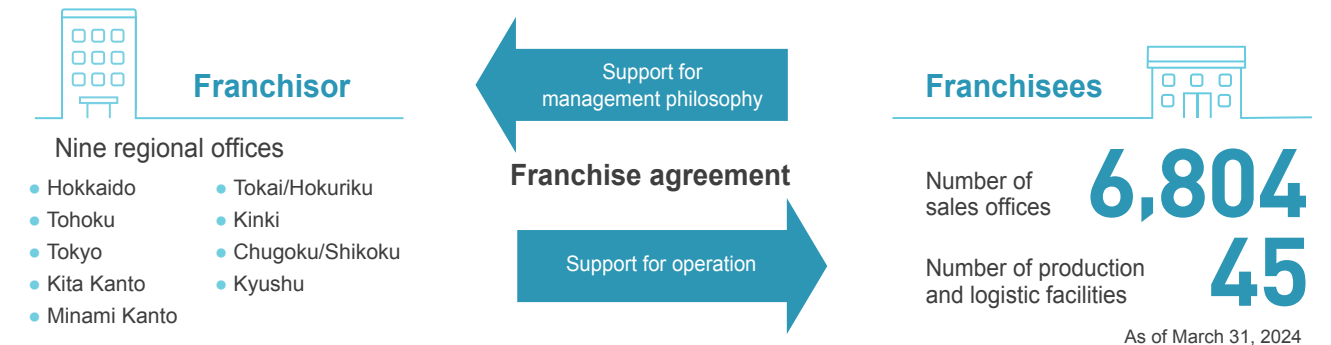 Franchisor
Nine regional offices
● Hokkaido
● Tohoku
● Tokyo
● Kita Kanto
● Minami Kanto
● Tokai/Hokuriku
● Kinki
● Chugoku/Shikoku
● Kyushu
Support for
management philosophy
Franchise agreement
Support for operation
Franchisees
Number of
sales offices
6,804
Number of production
and logistic facilities
45
As of March 31, 2024